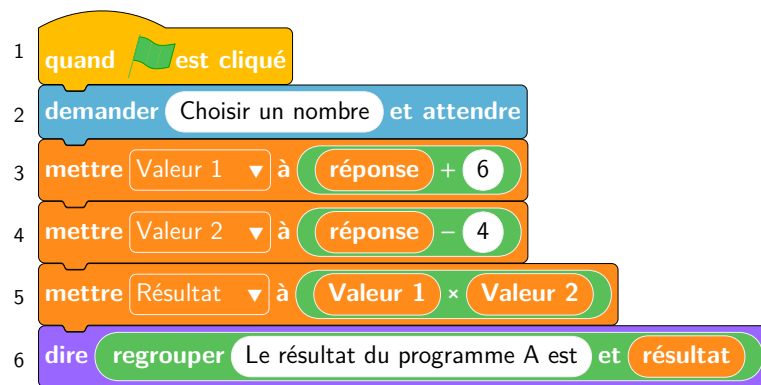 1 quand est cliqué
2 demander Choisir un nombre et attendre
3 mettre Valeur 1 ▼ à réponse + 6
4 mettre Valeur 2 ▼ à réponse − 4
5 mettre Résultat ▼ à Valeur 1 × Valeur 2
6 dire regrouper Le résultat du programme A est et résultat